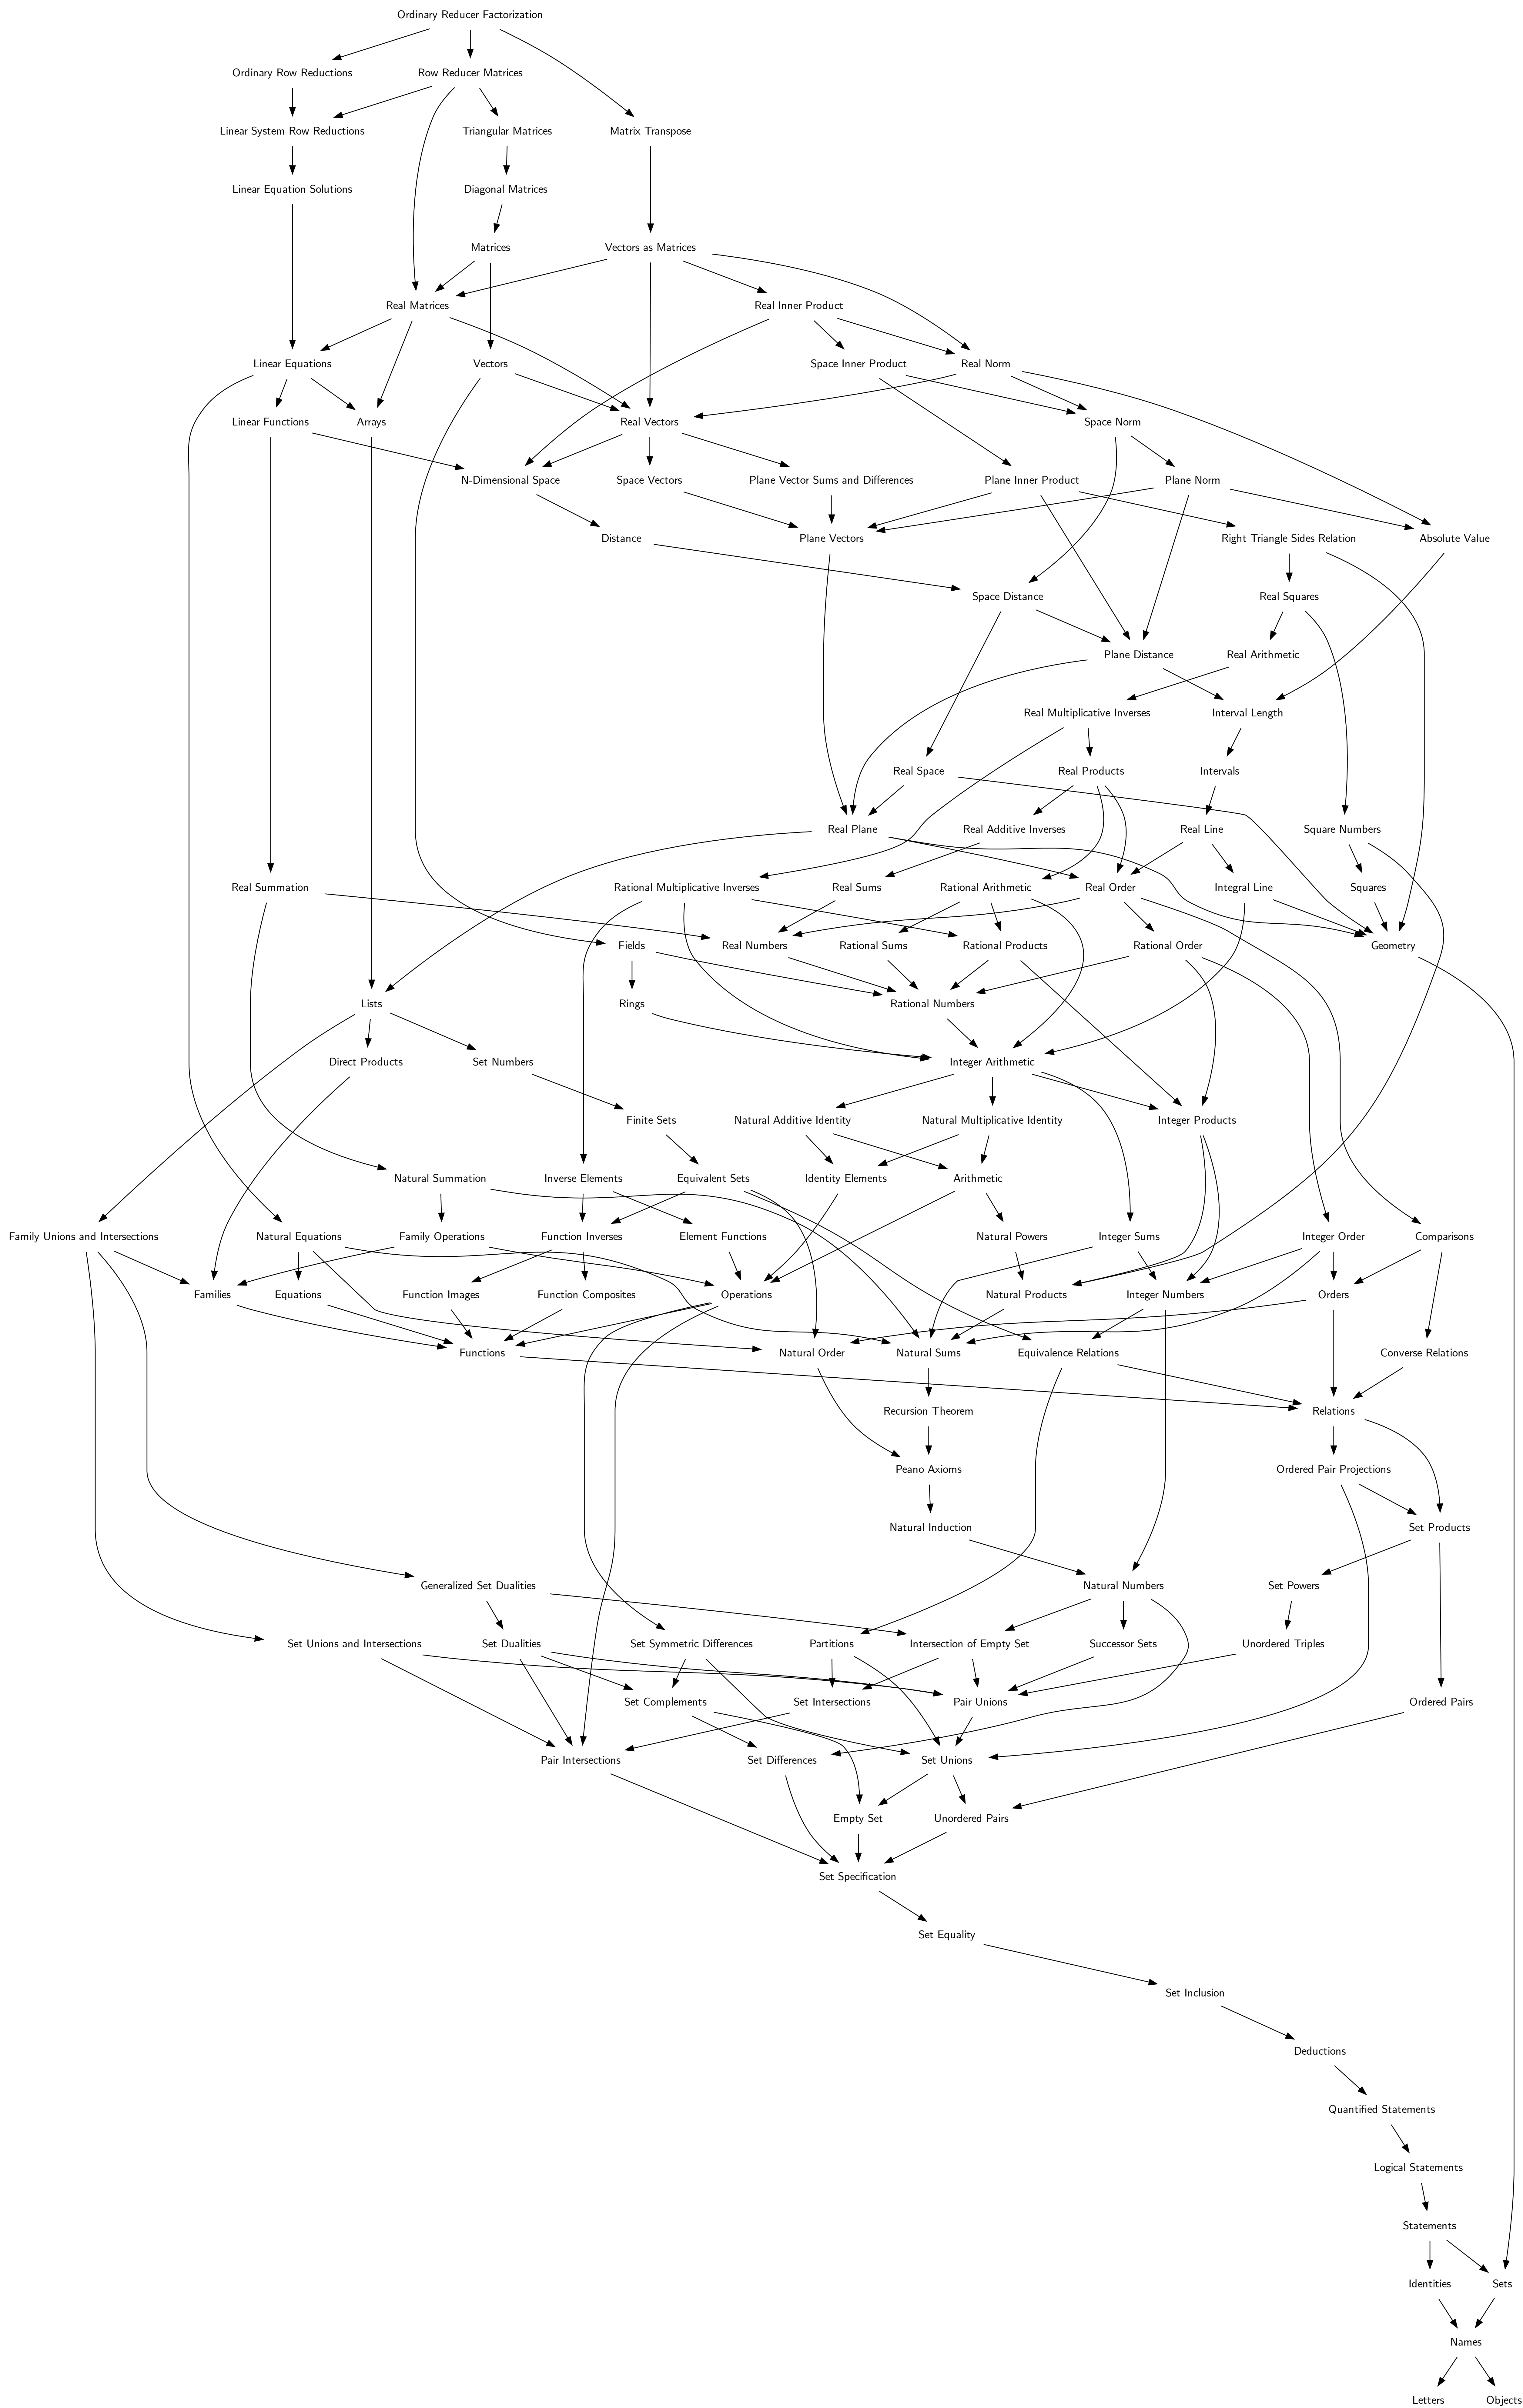 Ordinary Reducer Factorization
Ordinary Row Reductions
Row Reducer Matrices
Linear System Row Reductions
Triangular Matrices
Matrix Transpose
Linear Equation Solutions
Diagonal Matrices
Matrices
Vectors as Matrices
Real Matrices
Real Inner Product
Linear Equations
Vectors
Space Inner Product
Real Norm
Linear Functions
Arrays
Real Vectors
Space Norm
N-Dimensional Space
Space Vectors
Plane Vector Sums and Differences
Plane Inner Product
Plane Norm
Distance
Plane Vectors
Right Triangle Sides Relation
Absolute Value
Space Distance
Real Squares
Plane Distance
Real Arithmetic
Real Multiplicative Inverses
Interval Length
Real Space
Real Products
Intervals
Real Plane
Real Additive Inverses
Real Line
Square Numbers
Real Summation
Rational Multiplicative Inverses
Real Sums
Rational Arithmetic
Real Order
Integral Line
Squares
Fields
Real Numbers
Rational Sums
Rational Products
Rational Order
Geometry
Lists
Rings
Rational Numbers
Direct Products
Set Numbers
Integer Arithmetic
Finite Sets
Natural Additive Identity
Natural Multiplicative Identity
Integer Products
Natural Summation
Inverse Elements
Equivalent Sets
Identity Elements
Arithmetic
Family Unions and Intersections
Natural Equations
Family Operations
Function Inverses
Element Functions
Natural Powers
Integer Sums
Integer Order
Comparisons
Families
Equations
Function Images
Function Composites
Operations
Natural Products
Integer Numbers
Orders
Functions
Natural Order
Natural Sums
Equivalence Relations
Converse Relations
Recursion Theorem
Relations
Peano Axioms
Ordered Pair Projections
Natural Induction
Set Products
Generalized Set Dualities
Natural Numbers
Set Powers
Set Unions and Intersections
Set Dualities
Set Symmetric Differences
Partitions
Intersection of Empty Set
Successor Sets
Unordered Triples
Set Complements
Set Intersections
Pair Unions
Ordered Pairs
Pair Intersections
Set Differences
Set Unions
Empty Set
Unordered Pairs
Set Specification
Set Equality
Set Inclusion
Deductions
Quantified Statements
Logical Statements
Statements
Identities
Sets
Names
Letters
Objects